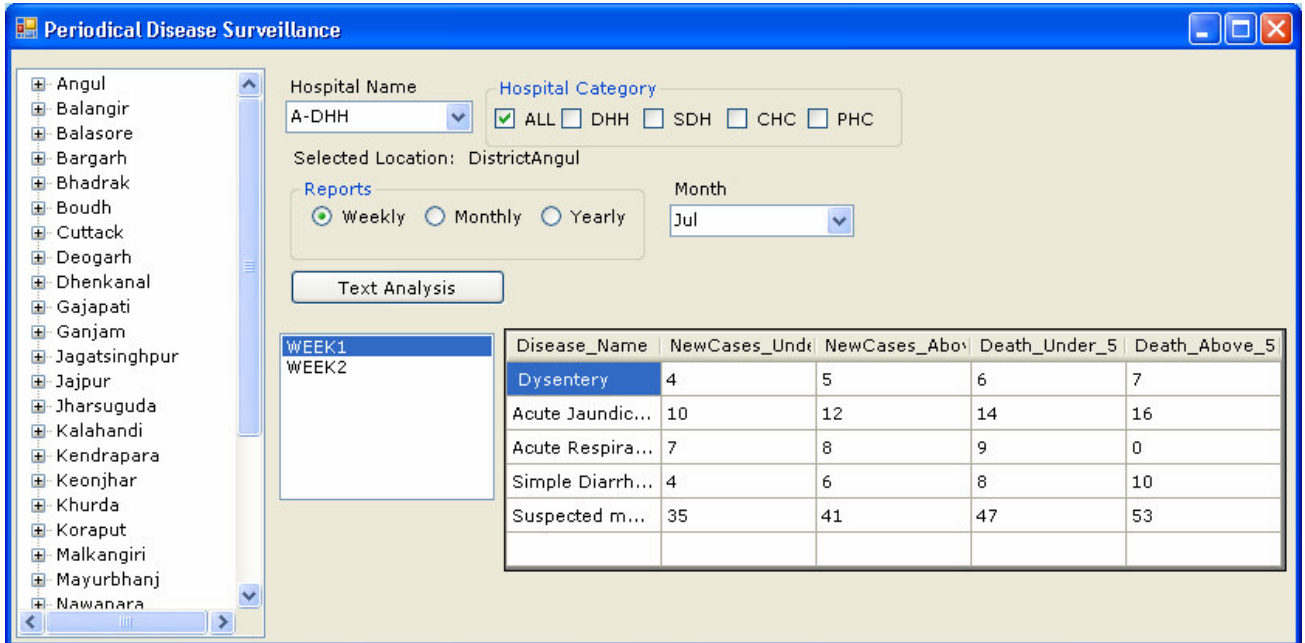 Periodical Disease Surveillance
Angul
Balangir
Balasore
Bargarh
Bhadrak
Boudh
Cuttack
Deogarh
Dhenkanal
Gajapati
Ganjam
Jagatsinghpur
Jajpur
Jharsuguda
Kalahandi
Kendrapara
Keonjhar
Khurda
Koraput
Malkangiri
Mayurbhanj
Nawapara
Hospital Name
A-DHH
Hospital Category
ALL DHH SDH CHC PHC
Selected Location: DistrictAngul
Reports
Weekly Monthly Yearly
Month
Jul
Text Analysis
WEEK1
WEEK2
Disease_Name NewCases_Unde NewCases_Abov Death_Under_5 Death_Above_5
Dysentery 4 5 6 7
Acute Jaundic... 10 12 14 16
Acute Respira... 7 8 9 0
Simple Diarrh... 4 6 8 10
Suspected m... 35 41 47 53